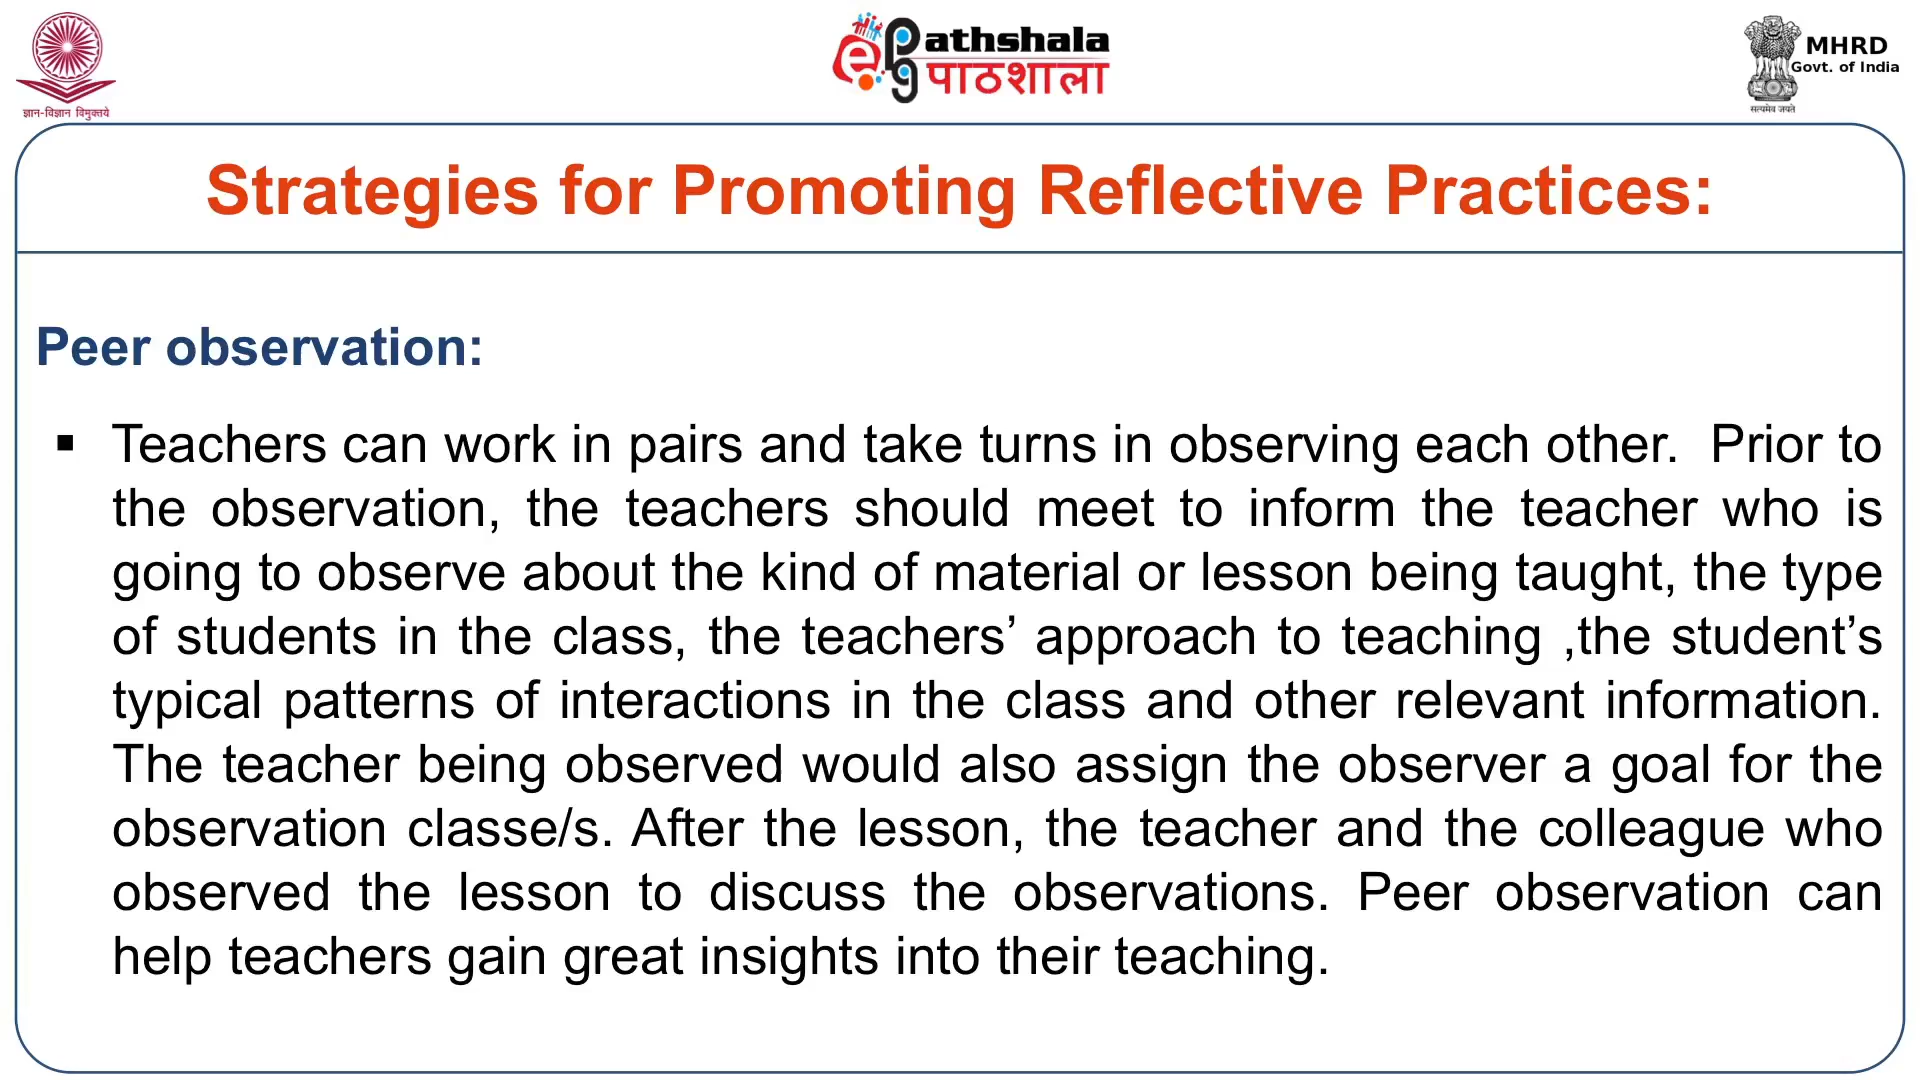 ज्ञान-विज्ञान विमुक्तये
e Pg
athshala
पाठशाला
MHRD
Govt. of India
सत्यमेव जयते
Strategies for Promoting Reflective Practices:
Peer observation:
▪ Teachers can work in pairs and take turns in observing each other.  Prior to
the observation, the teachers should meet to inform the teacher who is
going to observe about the kind of material or lesson being taught, the type
of students in the class, the teachers’ approach to teaching ,the student’s
typical patterns of interactions in the class and other relevant information.
The teacher being observed would also assign the observer a goal for the
observation classe/s. After the lesson, the teacher and the colleague who
observed the lesson to discuss the observations. Peer observation can
help teachers gain great insights into their teaching.